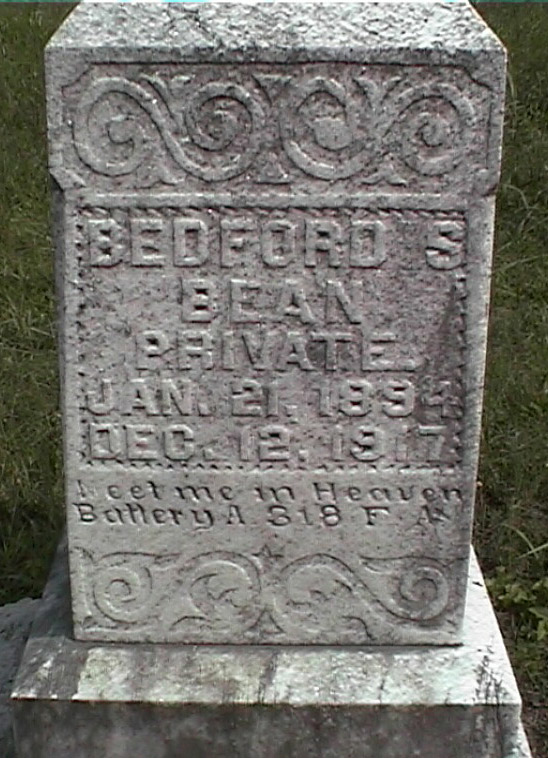 BEDFORD S
BEAN
PRIVATE.
JAN. 21. 1894
DEC. 12. 1917
Meet me in Heaven
Battery A 318 F A